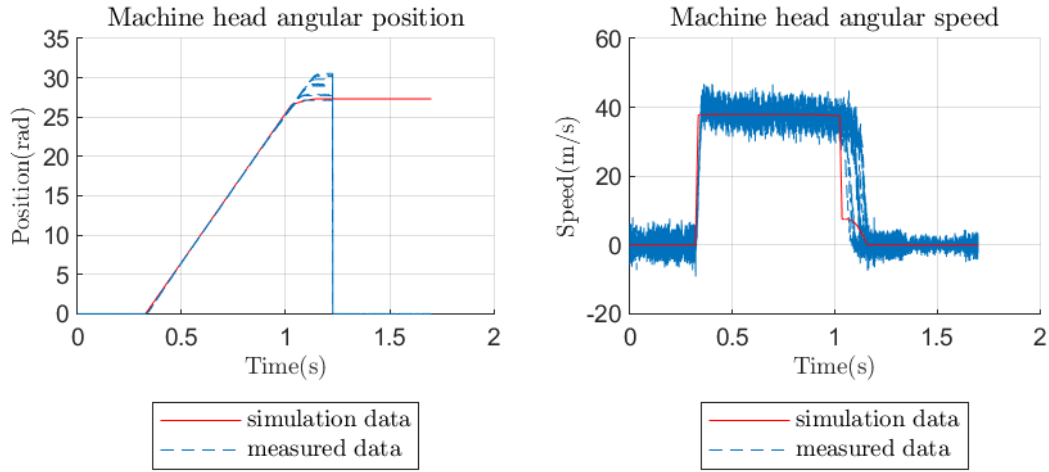 Machine head angular position
35
30
25
20
15
10
5
0
Position(rad)
0
0.5
1
1.5
2
Time(s)
simulation data
measured data
Machine head angular speed
60
40
20
0
-20
Speed(m/s)
0
0.5
1
1.5
2
Time(s)
simulation data
measured data